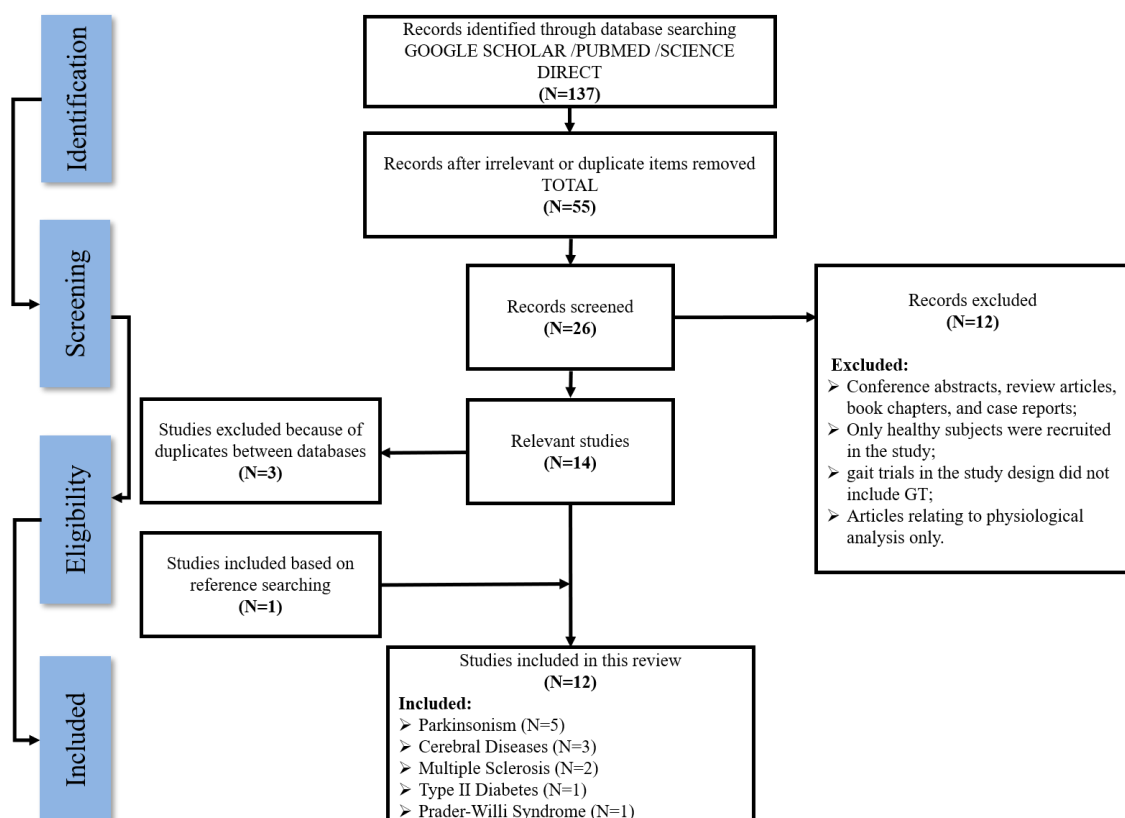 Identification
Records identified through database searching
GOOGLE SCHOLAR /PUBMED /SCIENCE
DIRECT
(N=137)
Records after irrelevant or duplicate items removed
TOTAL
(N=55)
Screening
Records screened
(N=26)
Records excluded
(N=12)
Excluded:
➢ Conference abstracts, review articles,
book chapters, and case reports;
➢ Only healthy subjects were recruited
in the study;
➢ gait trials in the study design did not
include GT;
➢ Articles relating to physiological
analysis only.
Studies excluded because of
duplicates between databases
(N=3)
Relevant studies
(N=14)
Eligibility
Studies included based on
reference searching
(N=1)
Included
Studies included in this review
(N=12)
Included:
➢ Parkinsonism (N=5)
➢ Cerebral Diseases (N=3)
➢ Multiple Sclerosis (N=2)
➢ Type II Diabetes (N=1)
➢ Prader-Willi Syndrome (N=1)